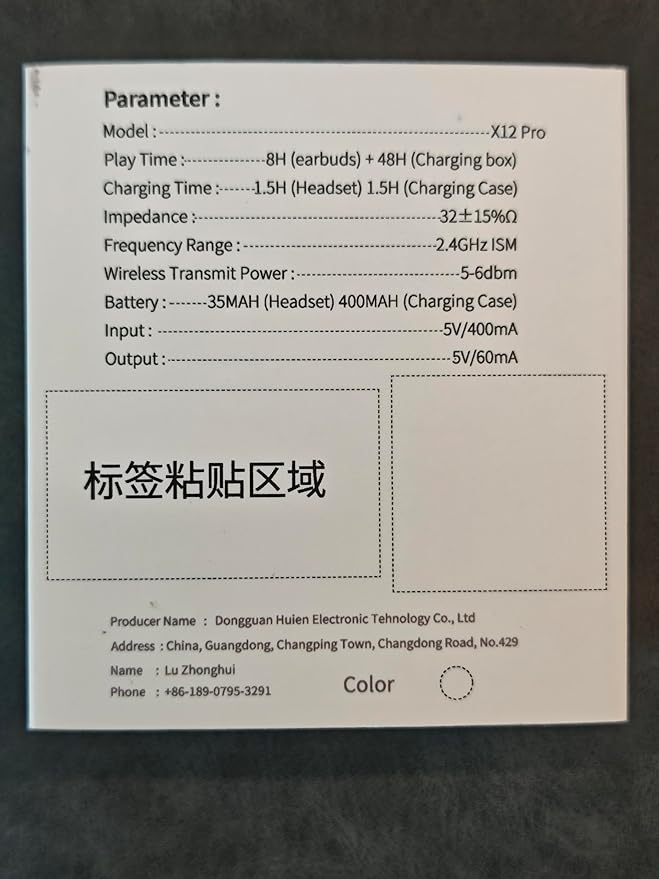 Parameter :
Model : X12 Pro
Play Time : 8H (earbuds) + 48H (Charging box)
Charging Time : 1.5H (Headset) 1.5H (Charging Case)
Impedance : 32±15%Ω
Frequency Range : 2.4GHz ISM
Wireless Transmit Power : 5-6dbm
Battery : 35MAH (Headset) 400MAH (Charging Case)
Input : 5V/400mA
Output : 5V/60mA
标签粘贴区域
Producer Name : Dongguan Huien Electronic Tehnology Co., Ltd
Address : China, Guangdong, Changping Town, Changdong Road, No.429
Name : Lu Zhonghui
Phone : +86-189-0795-3291
Color